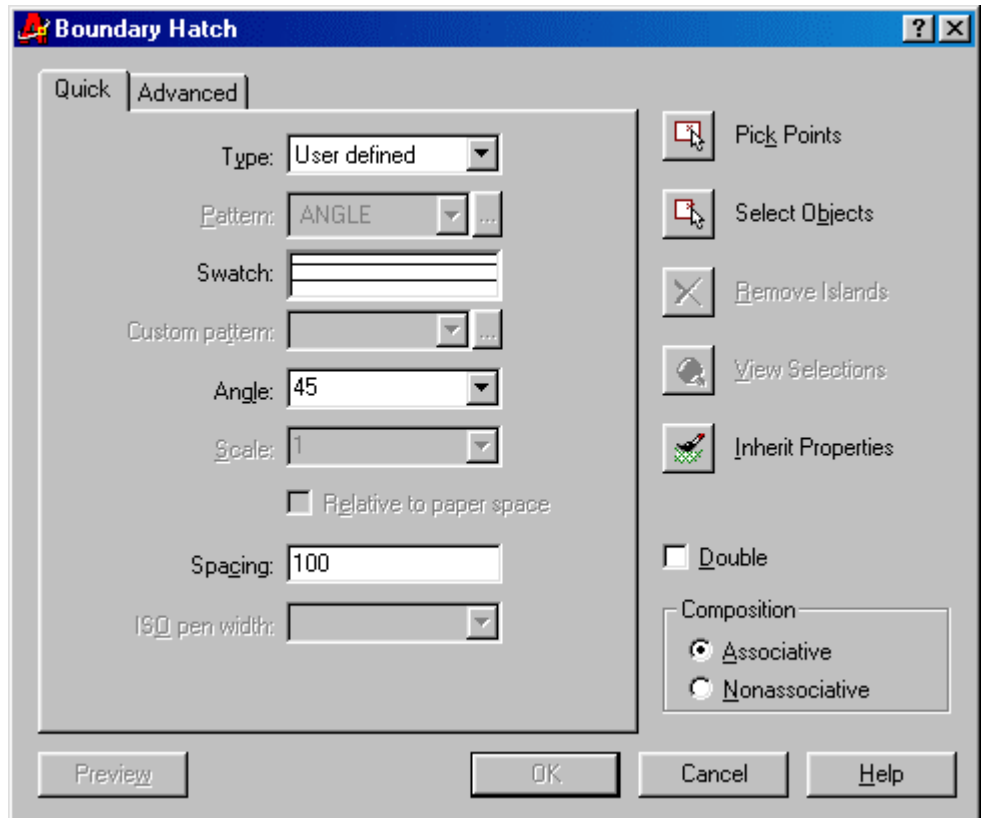 Boundary Hatch
Quick
Advanced
Type: User defined
Pattern: ANGLE ...
Swatch:
Custom pattern: ...
Angle: 45
Scale: 1
Relative to paper space
Spacing: 100
ISO pen width:
Pick Points
Select Objects
Remove Islands
View Selections
Inherit Properties
Double
Composition
Associative
Nonassociative
Preview
OK
Cancel
Help